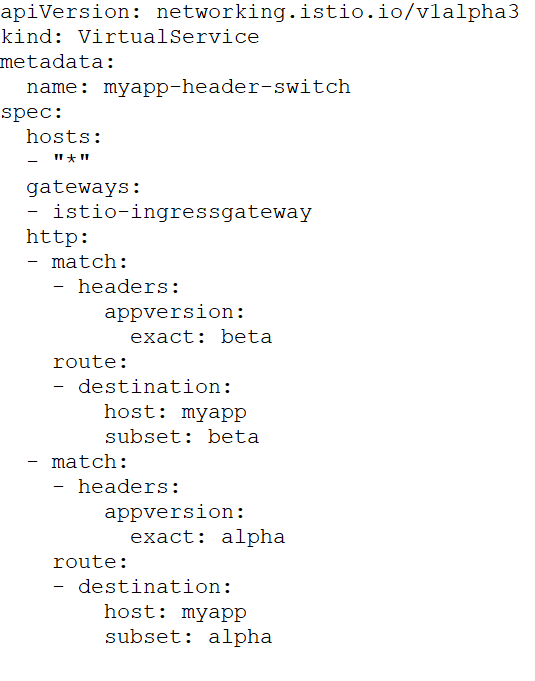 apiVersion: networking.istio.io/v1alpha3
kind: VirtualService
metadata:
  name: myapp-header-switch
spec:
  hosts:
  - "*"
  gateways:
  - istio-ingressgateway
  http:
  - match:
    - headers:
        appversion:
          exact: beta
    route:
    - destination:
        host: myapp
        subset: beta
  - match:
    - headers:
        appversion:
          exact: alpha
    route:
    - destination:
        host: myapp
        subset: alpha